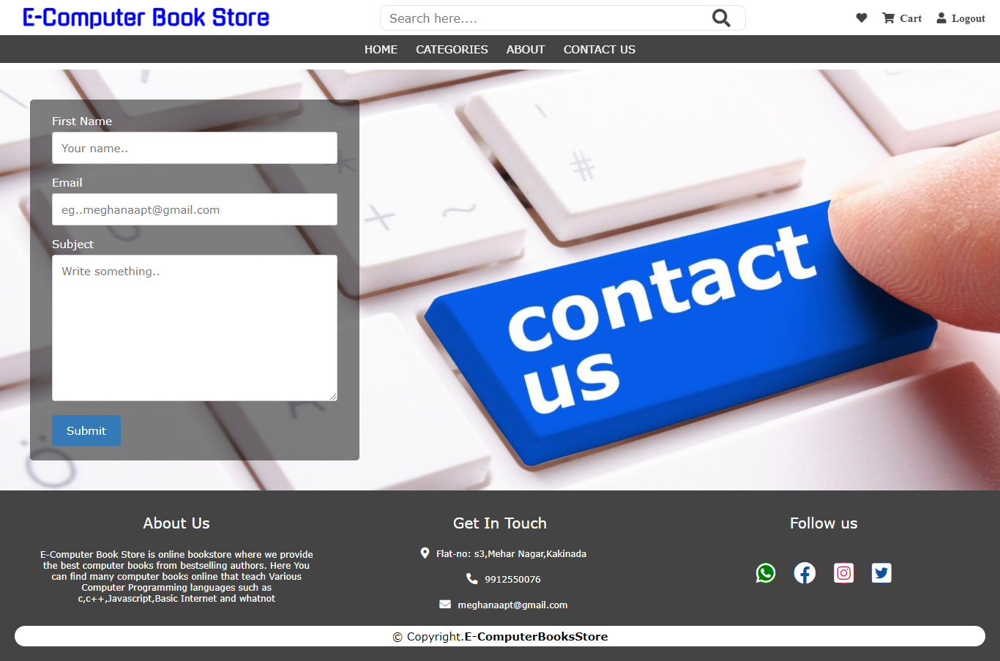 E-Computer Book Store
Search here....
Cart
Logout
HOME
CATEGORIES
ABOUT
CONTACT US
First Name
Your name..
Email
eg..meghanaapt@gmail.com
Subject
Write something..
Submit
contact
us
About Us
E-Computer Book Store is online bookstore where we provide
the best computer books from bestselling authors. Here You
can find many computer books online that teach Various
Computer Programming languages such as
c,c++,Javascript,Basic Internet and whatnot
Get In Touch
Flat-no: s3,Mehar Nagar,Kakinada
9912550076
meghanaapt@gmail.com
Follow us
© Copyright.E-ComputerBooksStore